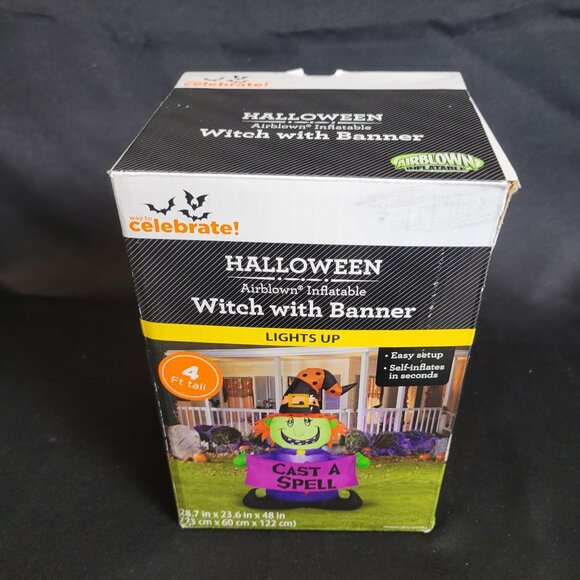 way to
celebrate!
HALLOWEEN
Airblown® Inflatable
Witch with Banner
AIRBLOWN
INFLATABLE
way to
celebrate!
HALLOWEEN
Airblown® Inflatable
Witch with Banner
LIGHTS UP
4
Ft tall
• Easy setup
• Self-inflates
in seconds
CAST A
SPELL
28.7 in x 23.6 in x 48 in
(73 cm x 60 cm x 122 cm)